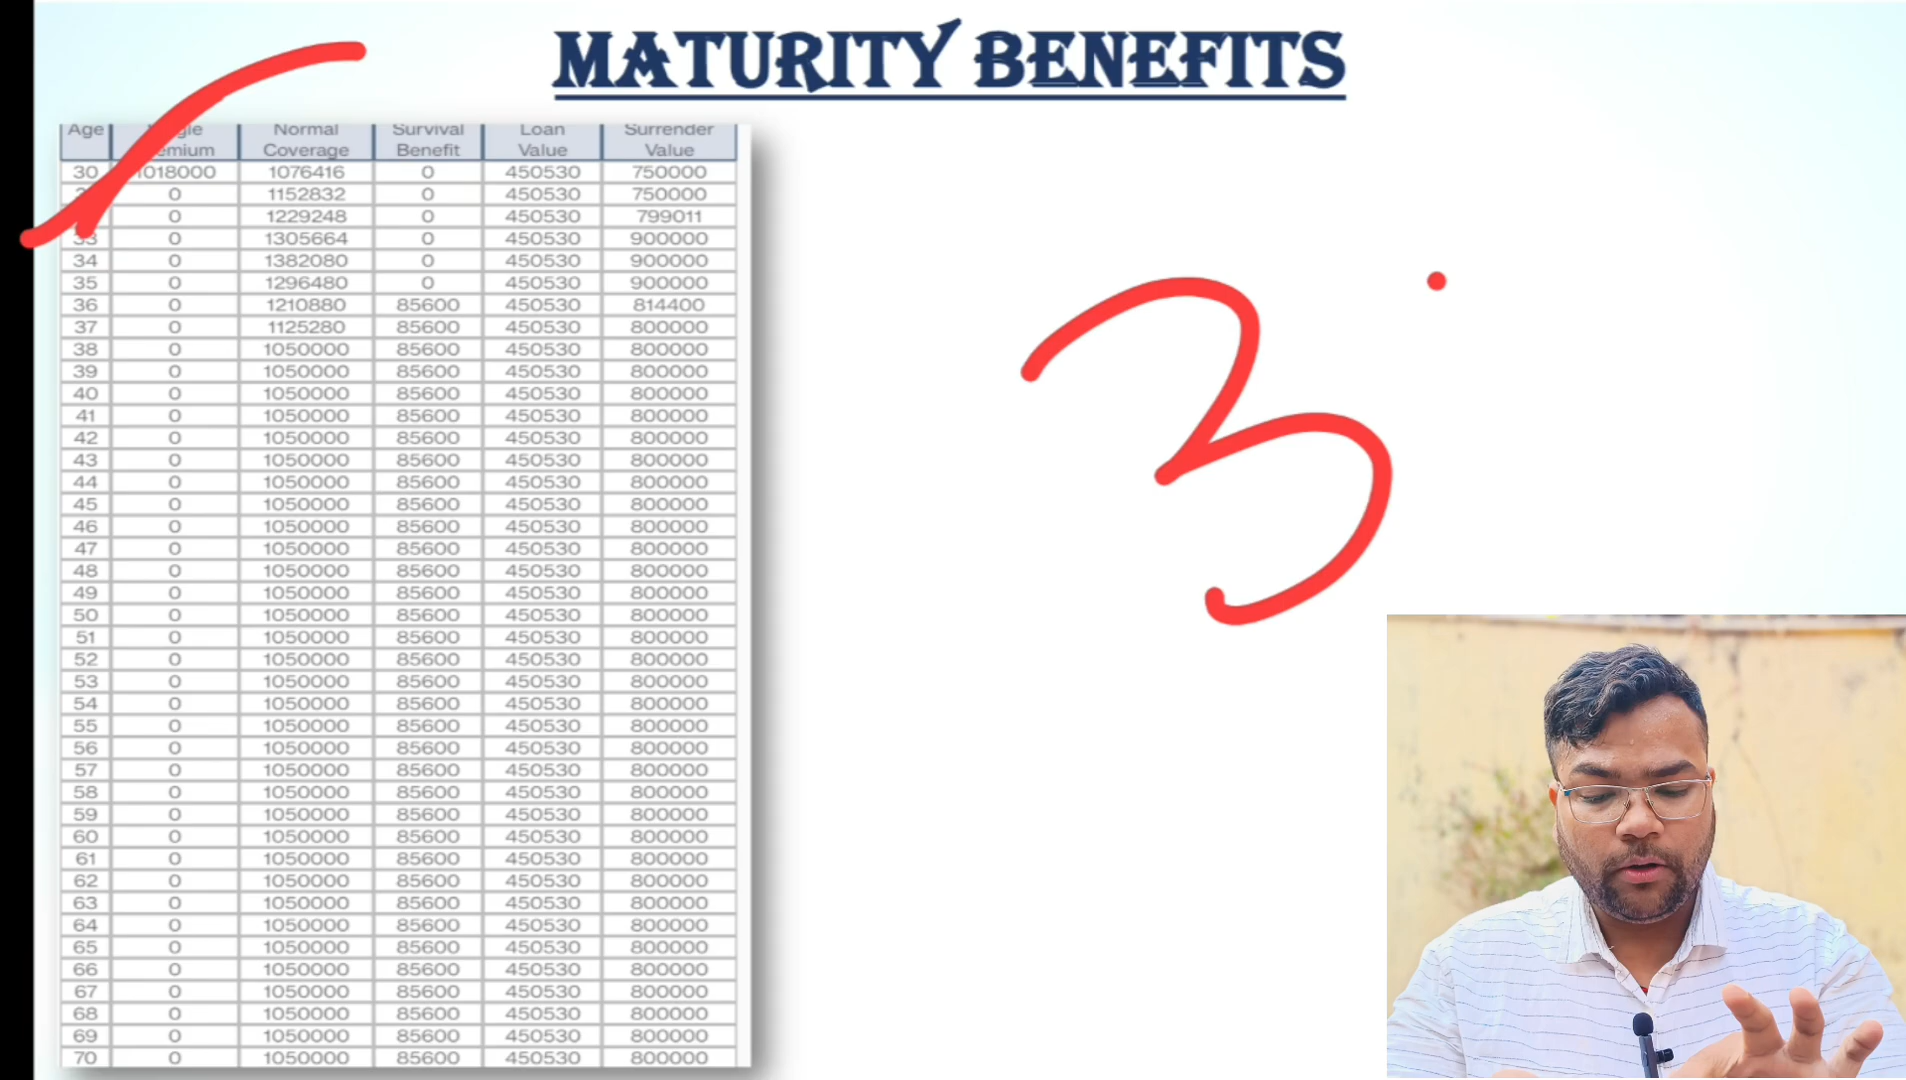 MATURITY BENEFITS
Age Normal Coverage Survival Benefit Loan Value Surrender Value
30 1018000 1076416 0 450530 750000
0 1152832 0 450530 750000
0 1229248 0 450530 799011
33 0 1305664 0 450530 900000
34 0 1382080 0 450530 900000
35 0 1296480 0 450530 900000
36 0 1210880 85600 450530 814400
37 0 1125280 85600 450530 800000
38 0 1050000 85600 450530 800000
39 0 1050000 85600 450530 800000
40 0 1050000 85600 450530 800000
41 0 1050000 85600 450530 800000
42 0 1050000 85600 450530 800000
43 0 1050000 85600 450530 800000
44 0 1050000 85600 450530 800000
45 0 1050000 85600 450530 800000
46 0 1050000 85600 450530 800000
47 0 1050000 85600 450530 800000
48 0 1050000 85600 450530 800000
49 0 1050000 85600 450530 800000
50 0 1050000 85600 450530 800000
51 0 1050000 85600 450530 800000
52 0 1050000 85600 450530 800000
53 0 1050000 85600 450530 800000
54 0 1050000 85600 450530 800000
55 0 1050000 85600 450530 800000
56 0 1050000 85600 450530 800000
57 0 1050000 85600 450530 800000
58 0 1050000 85600 450530 800000
59 0 1050000 85600 450530 800000
60 0 1050000 85600 450530 800000
61 0 1050000 85600 450530 800000
62 0 1050000 85600 450530 800000
63 0 1050000 85600 450530 800000
64 0 1050000 85600 450530 800000
65 0 1050000 85600 450530 800000
66 0 1050000 85600 450530 800000
67 0 1050000 85600 450530 800000
68 0 1050000 85600 450530 800000
69 0 1050000 85600 450530 800000
70 0 1050000 85600 450530 800000
3